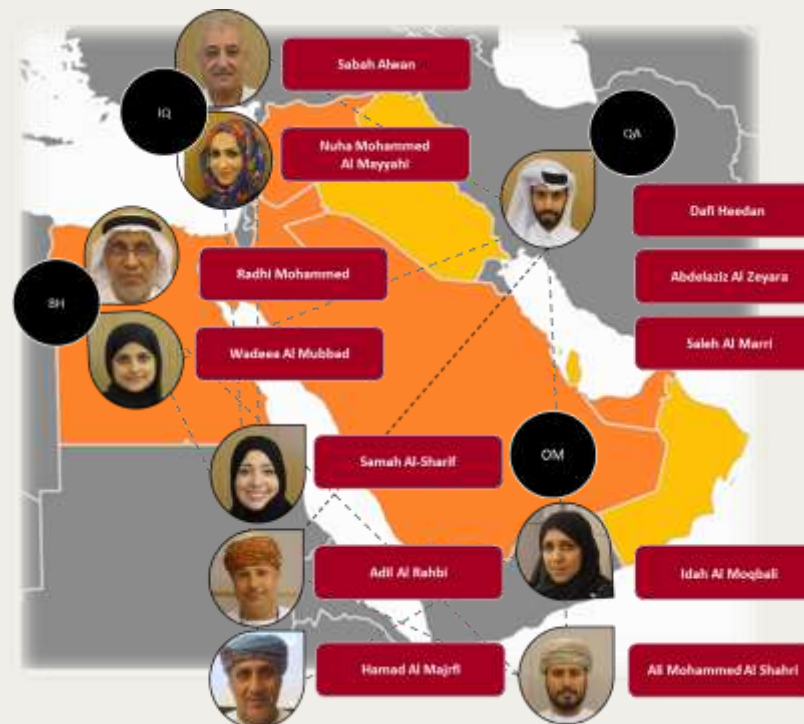 Sabah Alwan
IQ
Nuha Mohammed
Al Mayyahi
QA
Dafi Heedan
Radhi Mohammed
Abdelaziz Al Zeyara
BH
Wadeea Al Mubbad
Saleh Al Marri
Samah Al-Sharif
OM
Adil Al Rahbi
Idah Al Moqbali
Hamad Al Majrfi
Ali Mohammed Al Shahri